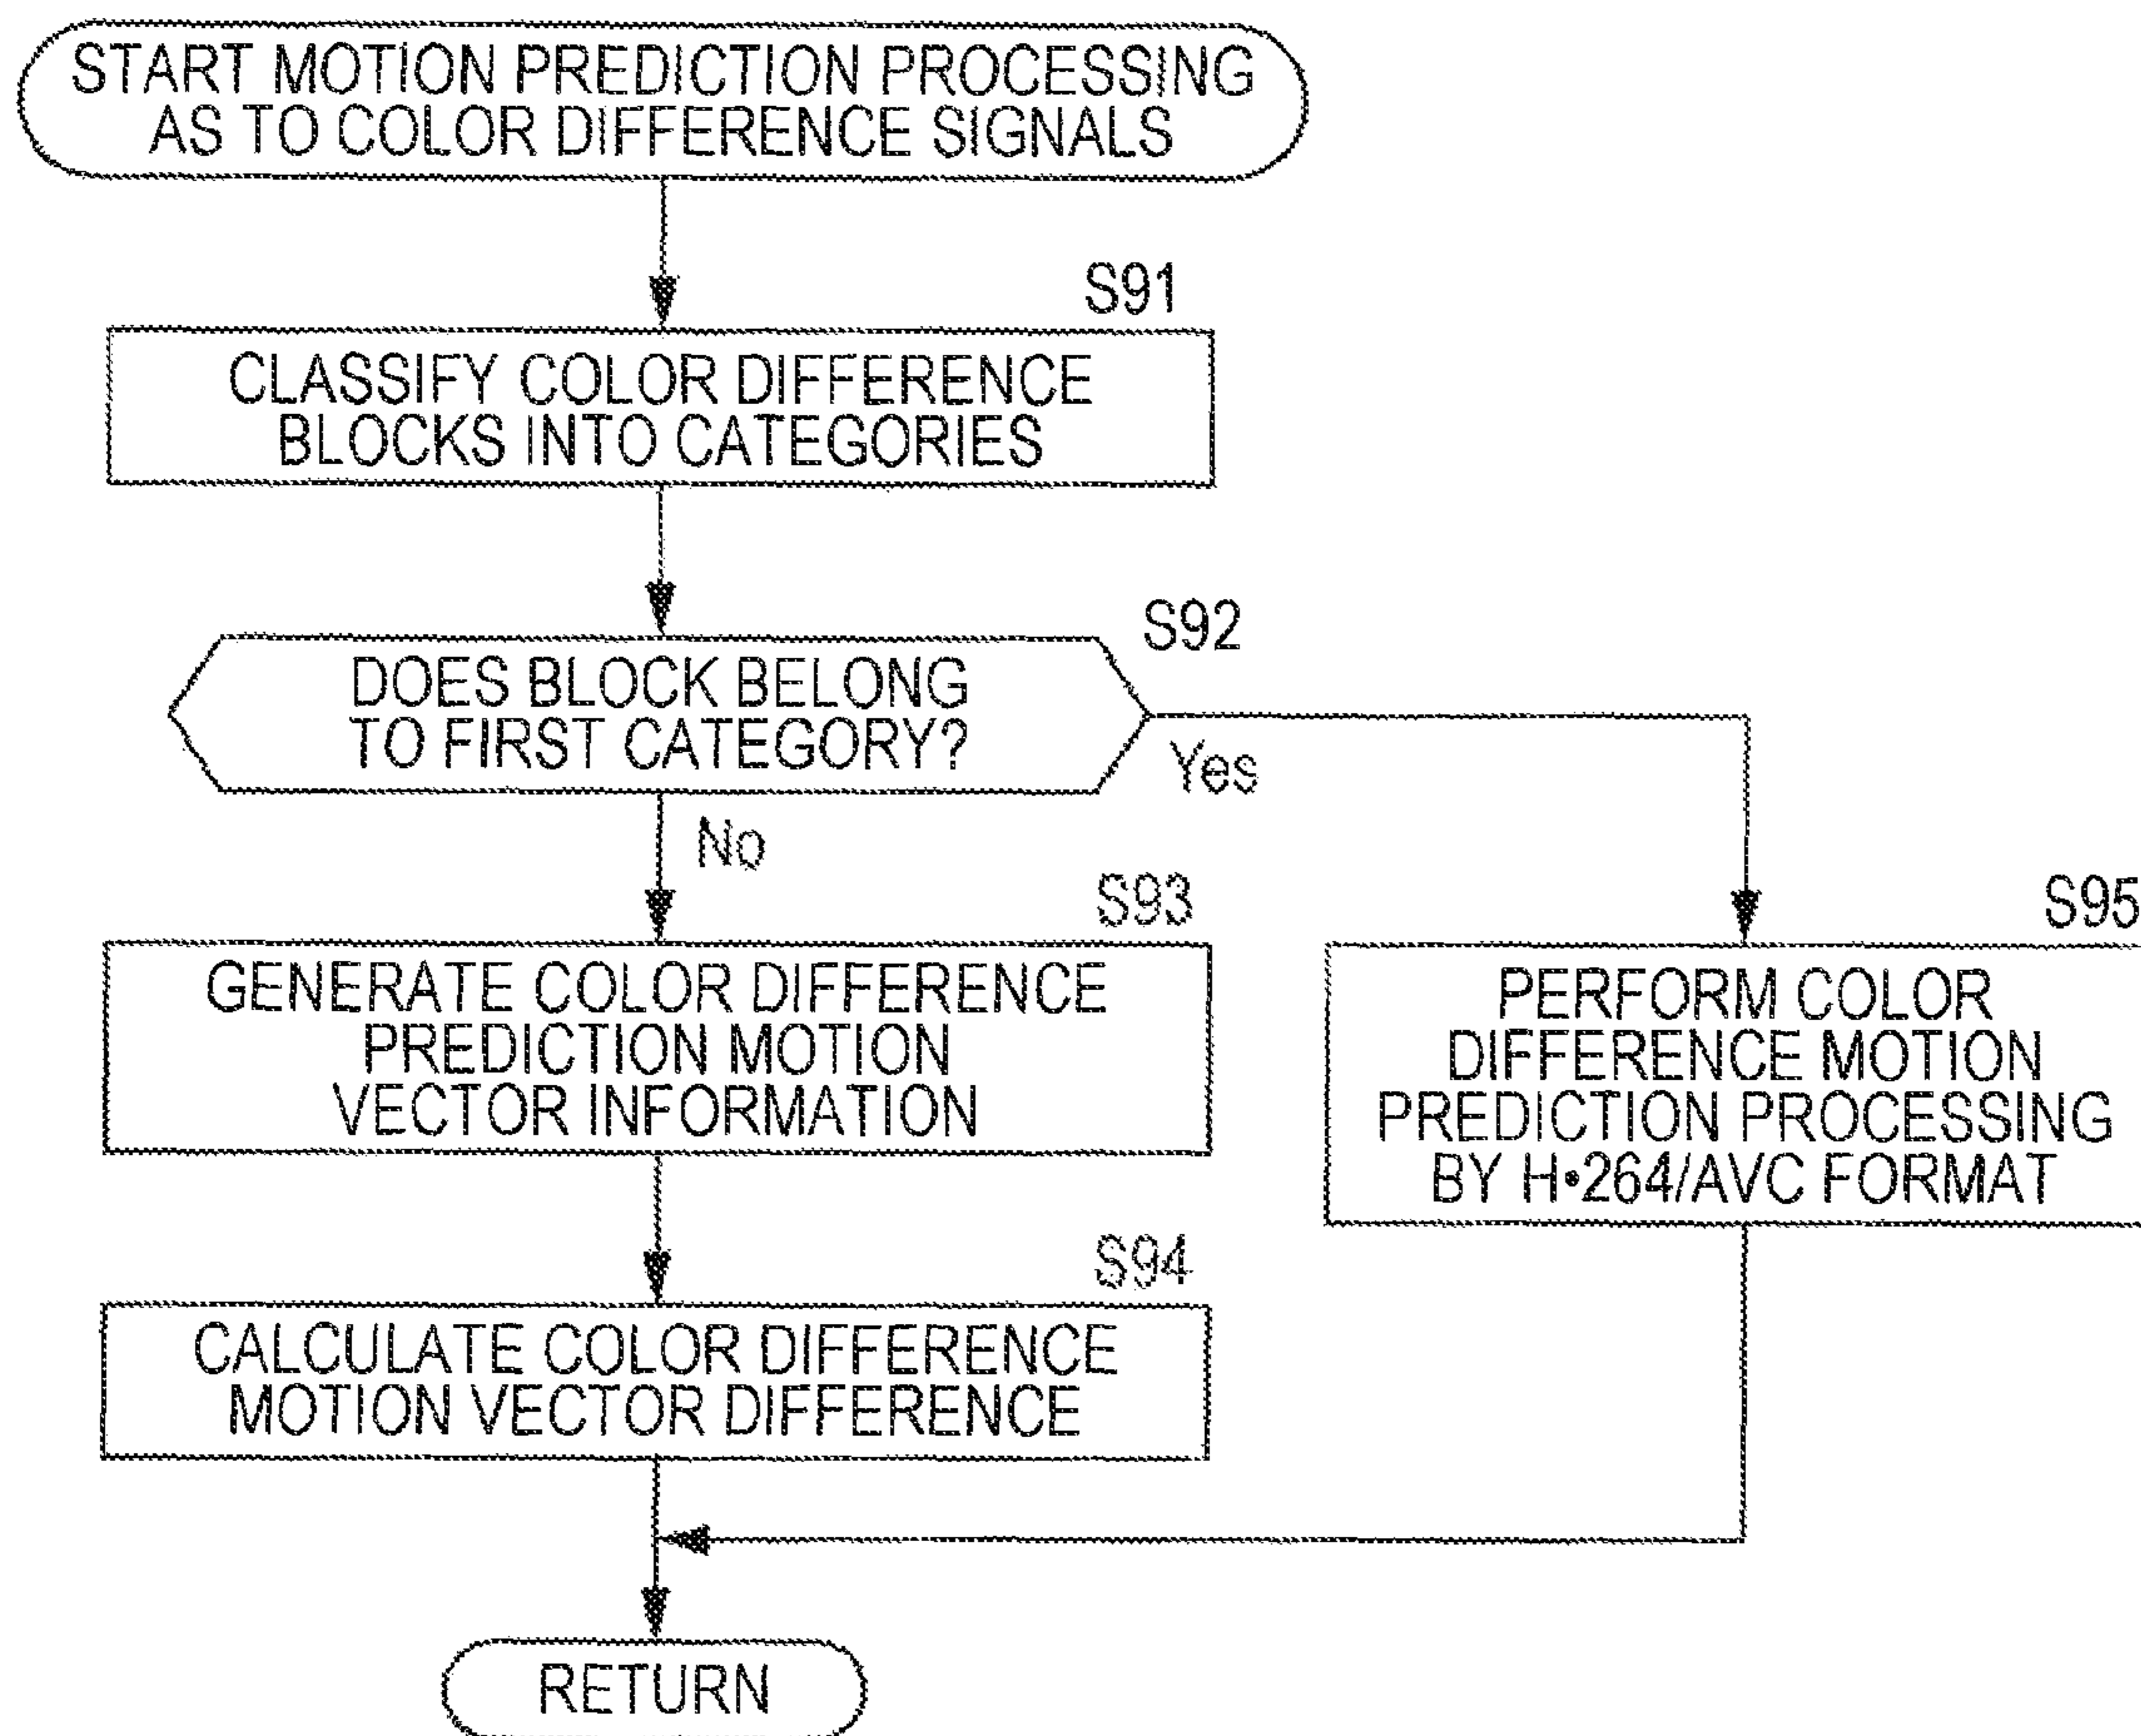 START MOTION PREDICTION PROCESSING
AS TO COLOR DIFFERENCE SIGNALS
S91
CLASSIFY COLOR DIFFERENCE
BLOCKS INTO CATEGORIES
S92
DOES BLOCK BELONG
TO FIRST CATEGORY?
Yes
No
S93
GENERATE COLOR DIFFERENCE
PREDICTION MOTION
VECTOR INFORMATION
S95
PERFORM COLOR
DIFFERENCE MOTION
PREDICTION PROCESSING
BY H•264/AVC FORMAT
S94
CALCULATE COLOR DIFFERENCE
MOTION VECTOR DIFFERENCE
RETURN